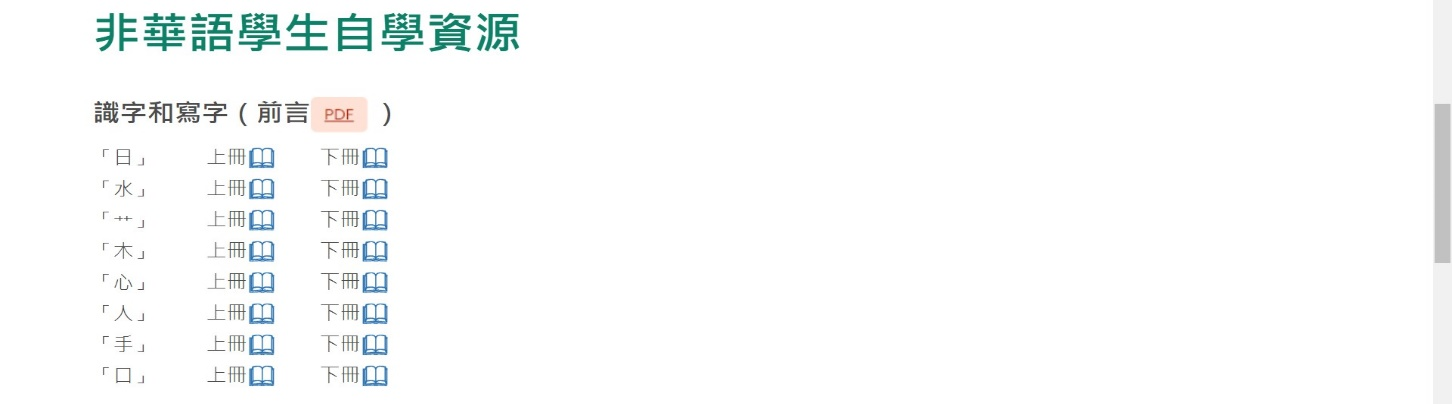 非華語學生自學資源
識字和寫字（前言 PDF ）
「日」 上冊 下冊
「水」 上冊 下冊
「艹」 上冊 下冊
「木」 上冊 下冊
「心」 上冊 下冊
「人」 上冊 下冊
「手」 上冊 下冊
「口」 上冊 下冊